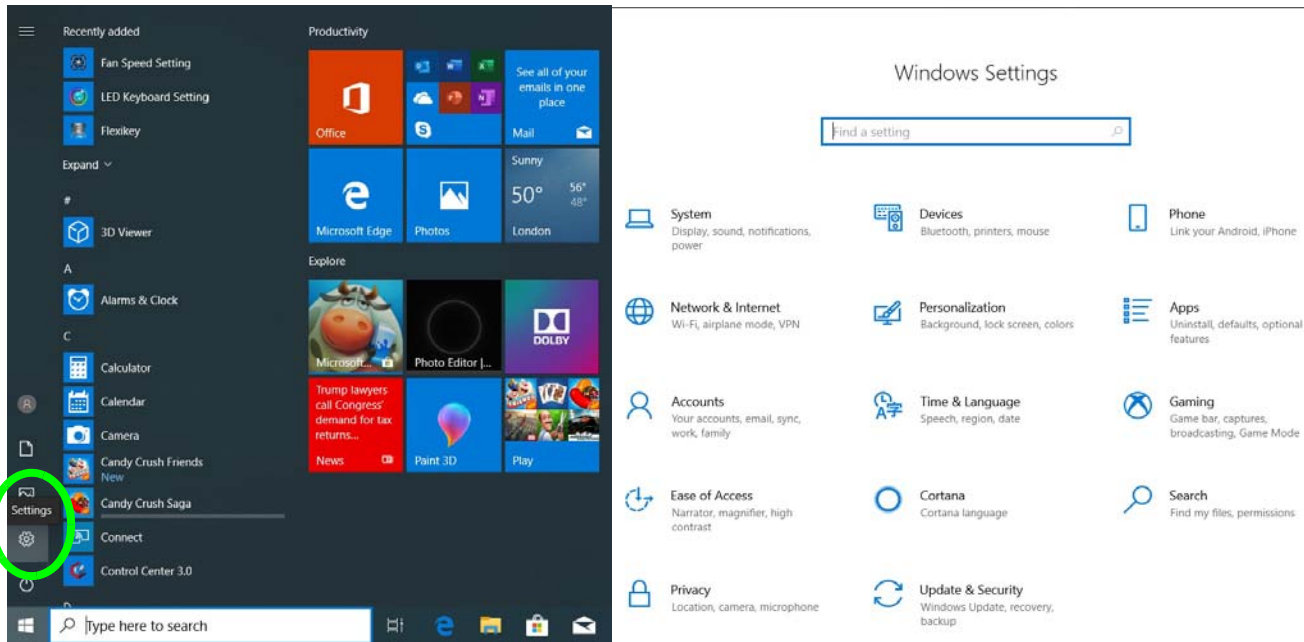 Recently added
Fan Speed Setting
LED Keyboard Setting
Flexikey
Expand
#
3D Viewer
A
Alarms & Clock
C
Calculator
Calendar
Camera
Candy Crush Friends
New
Candy Crush Saga
Connect
Control Center 3.0
Settings
Type here to search
Productivity
Office
See all of your
emails in one
place
Mail
Microsoft Edge
Photos
Sunny
50°
56°
48°
London
Explore
Microsoft...
Photo Editor |...
DOLBY
Trump lawyers
call Congress'
demand for tax
returns...
News
Paint 3D
Play
Windows Settings
Find a setting
System
Display, sound, notifications,
power
Devices
Bluetooth, printers, mouse
Phone
Link your Android, iPhone
Network & Internet
Wi-Fi, airplane mode, VPN
Personalization
Background, lock screen, colors
Apps
Uninstall, defaults, optional
features
Accounts
Your accounts, email, sync,
work, family
Time & Language
Speech, region, date
Gaming
Game bar, captures,
broadcasting, Game Mode
Ease of Access
Narrator, magnifier, high
contrast
Cortana
Cortana language
Search
Find my files, permissions
Privacy
Location, camera, microphone
Update & Security
Windows Update, recovery,
backup